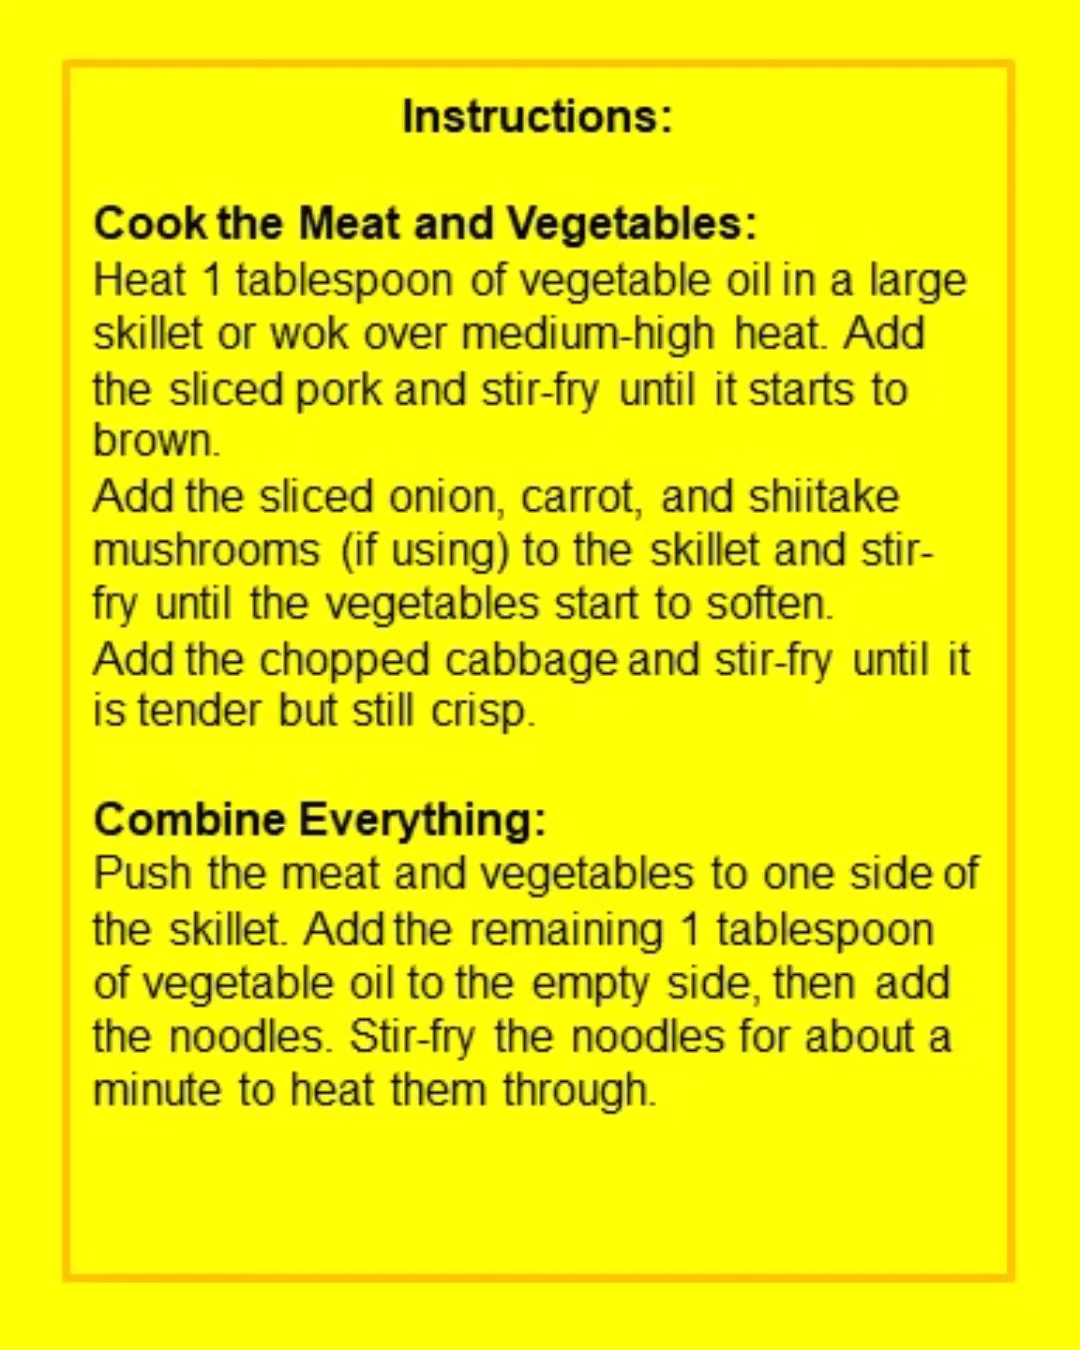 Instructions:
Cook the Meat and Vegetables:
Heat 1 tablespoon of vegetable oil in a large
skillet or wok over medium-high heat. Add
the sliced pork and stir-fry until it starts to
brown.
Add the sliced onion, carrot, and shiitake
mushrooms (if using) to the skillet and stir-
fry until the vegetables start to soften.
Add the chopped cabbage and stir-fry until it
is tender but still crisp.
Combine Everything:
Push the meat and vegetables to one side of
the skillet. Add the remaining 1 tablespoon
of vegetable oil to the empty side, then add
the noodles. Stir-fry the noodles for about a
minute to heat them through.